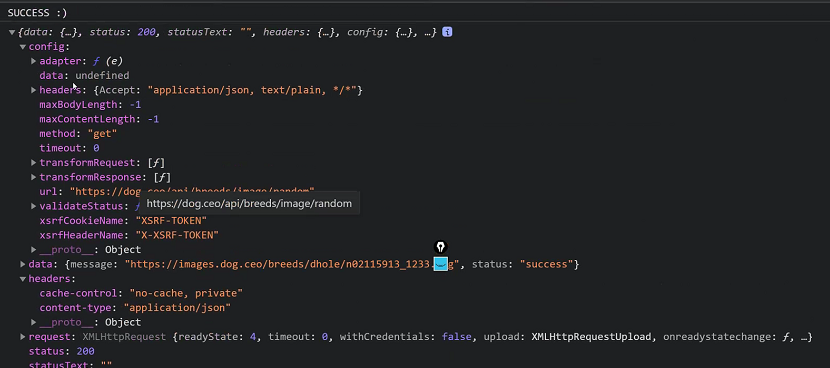 SUCCESS :)
{data: {…}, status: 200, statusText: "", headers: {…}, config: {…}, …} i
config:
adapter: ƒ (e)
data: undefined
headers: {Accept: "application/json, text/plain, */*"}
maxBodyLength: -1
maxContentLength: -1
method: "get"
timeout: 0
transformRequest: [ƒ]
transformResponse: [ƒ]
url: "https://dog.ceo/api/breeds/image/random"
validateStatus: ƒ
https://dog.ceo/api/breeds/image/random
xsrfCookieName: "XSRF-TOKEN"
xsrfHeaderName: "X-XSRF-TOKEN"
__proto__: Object
data: {message: "https://images.dog.ceo/breeds/dhole/n02115913_1233. g", status: "success"}
headers:
cache-control: "no-cache, private"
content-type: "application/json"
__proto__: Object
request: XMLHttpRequest {readyState: 4, timeout: 0, withCredentials: false, upload: XMLHttpRequestUpload, onreadystatechange: ƒ, …}
status: 200
statusText: ""